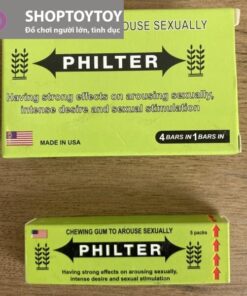 SHOPTOYTOY
Đồ chơi người lớn, tình dục
TO AROUSE SEXUALLY
PHILTER
Having strong effects on arousing sexually,
intense desire and sexual stimulation
MADE IN USA
4 BARS IN 1 BARS IN
CHEWING GUM TO AROUSE SEXUALLY
5 packs
PHILTER
Having strong effects on arousing sexually,
intense desire and sexual stimulation